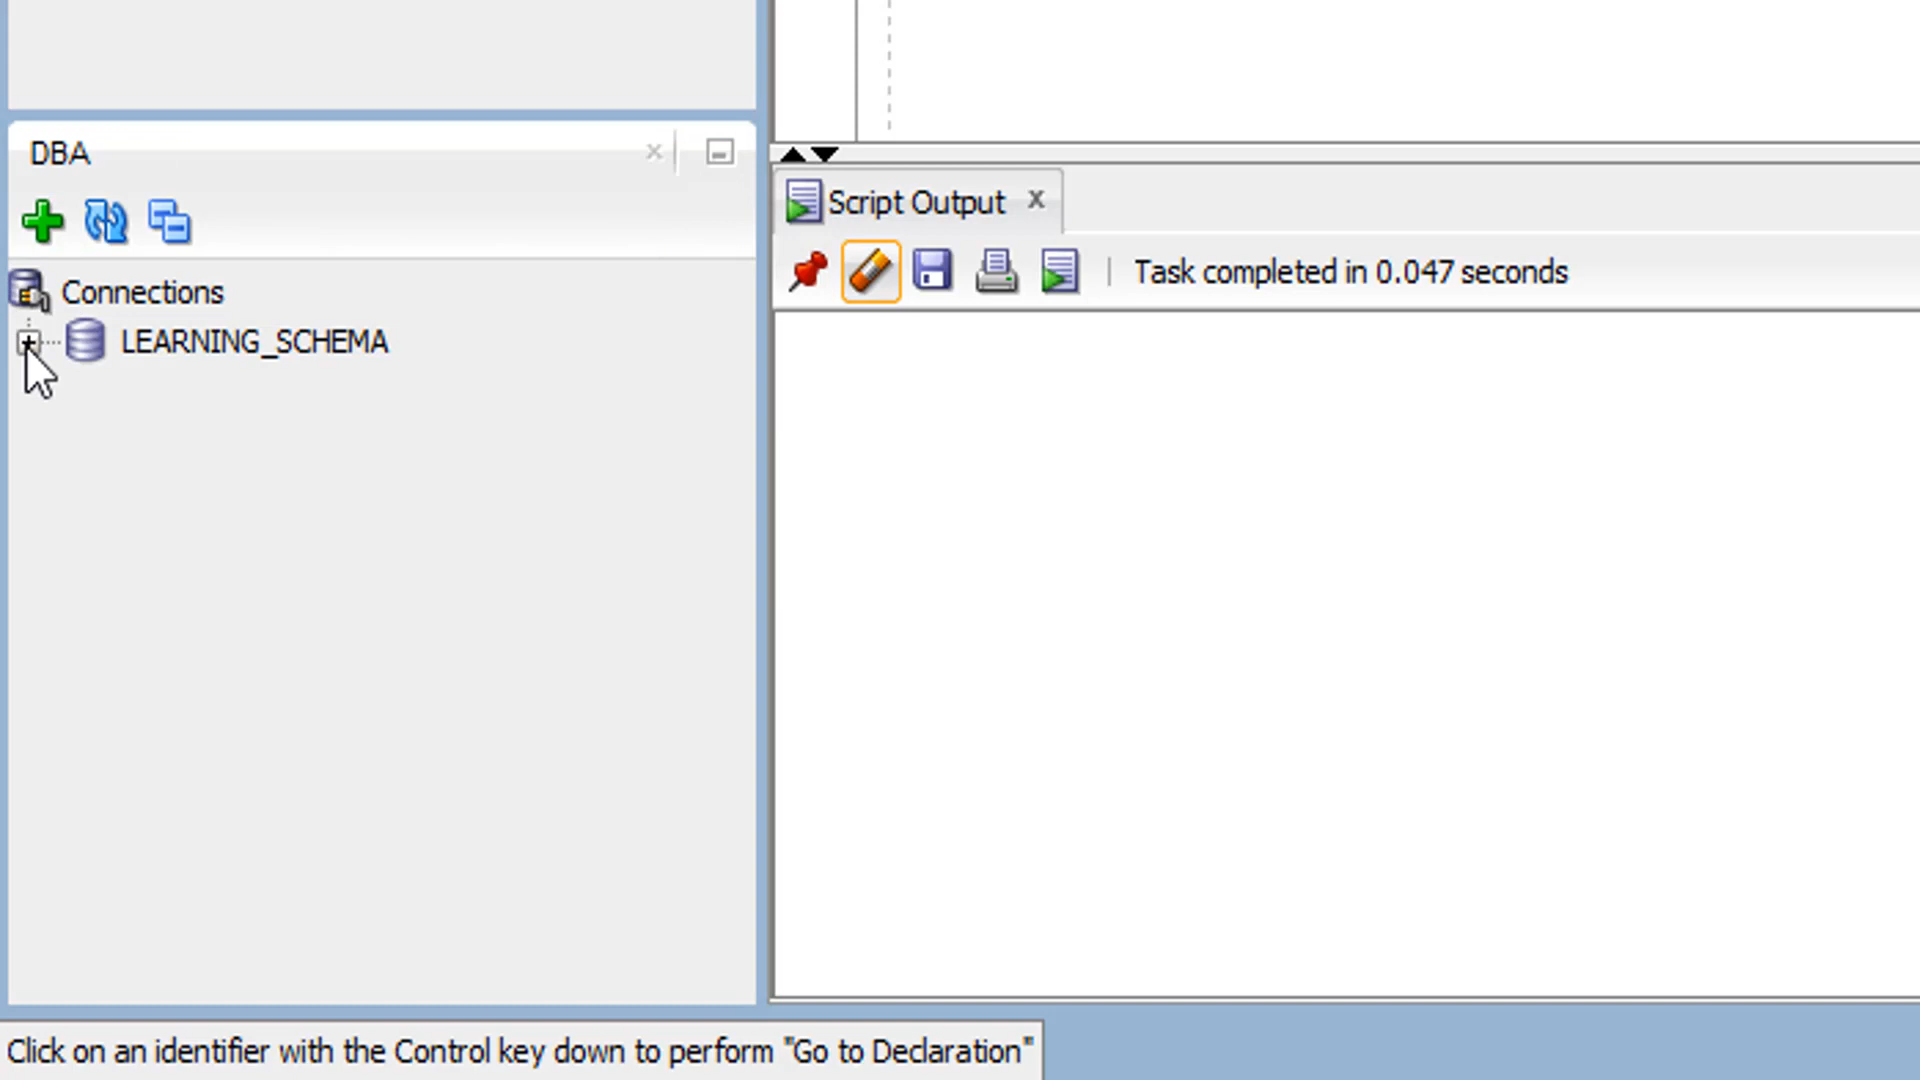 DBA
Script Output
Task completed in 0.047 seconds
Connections
LEARNING_SCHEMA
Click on an identifier with the Control key down to perform "Go to Declaration"